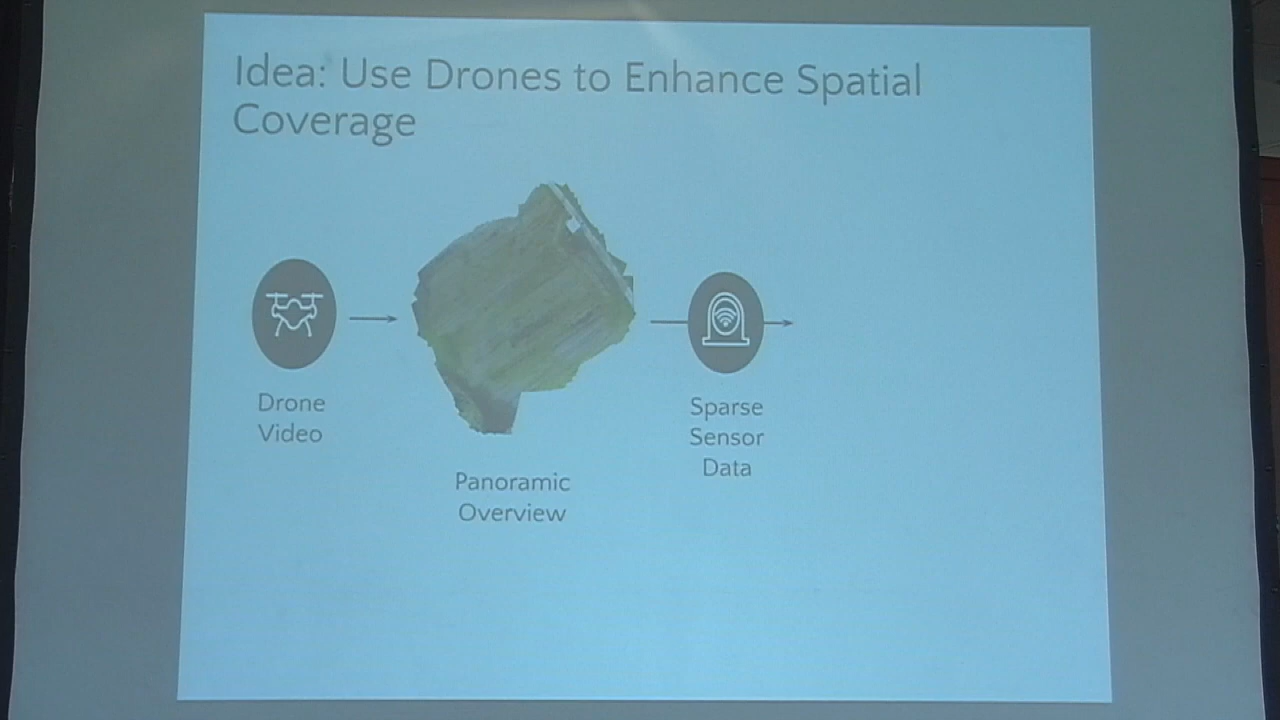 Idea: Use Drones to Enhance Spatial
Coverage
Drone
Video
Panoramic
Overview
Sparse
Sensor
Data